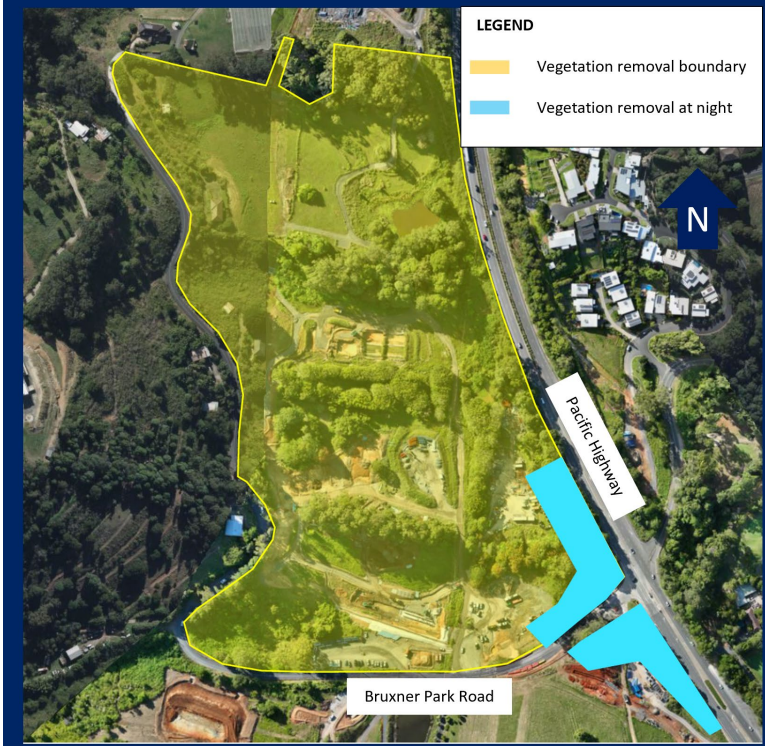 LEGEND
Vegetation removal boundary
Vegetation removal at night
N
Pacific Highway
Bruxner Park Road